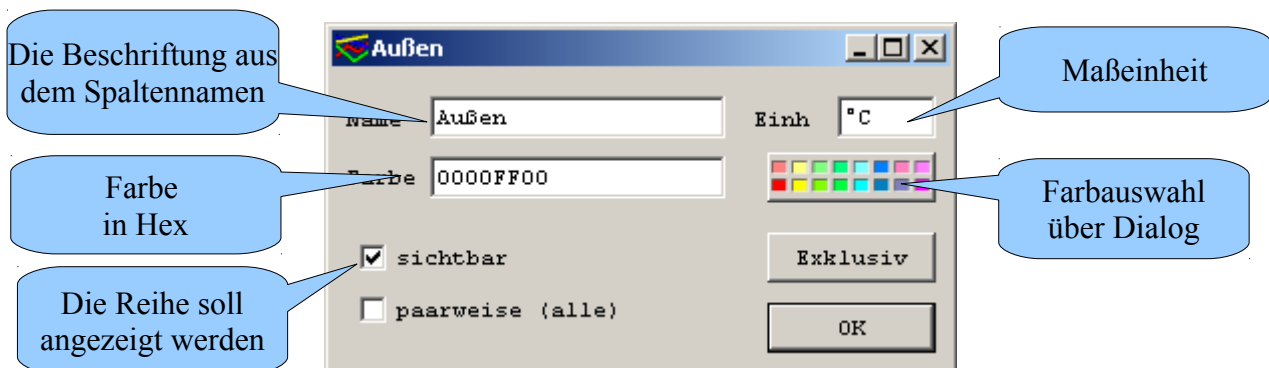 Die Beschriftung aus
dem Spaltennamen
Außen
Maßeinheit
Name
Außen
Einh
°C
Farbe
in Hex
Farbe
0000FF00
Farbauswahl
über Dialog
sichtbar
Exklusiv
Die Reihe soll
angezeigt werden
paarweise (alle)
OK